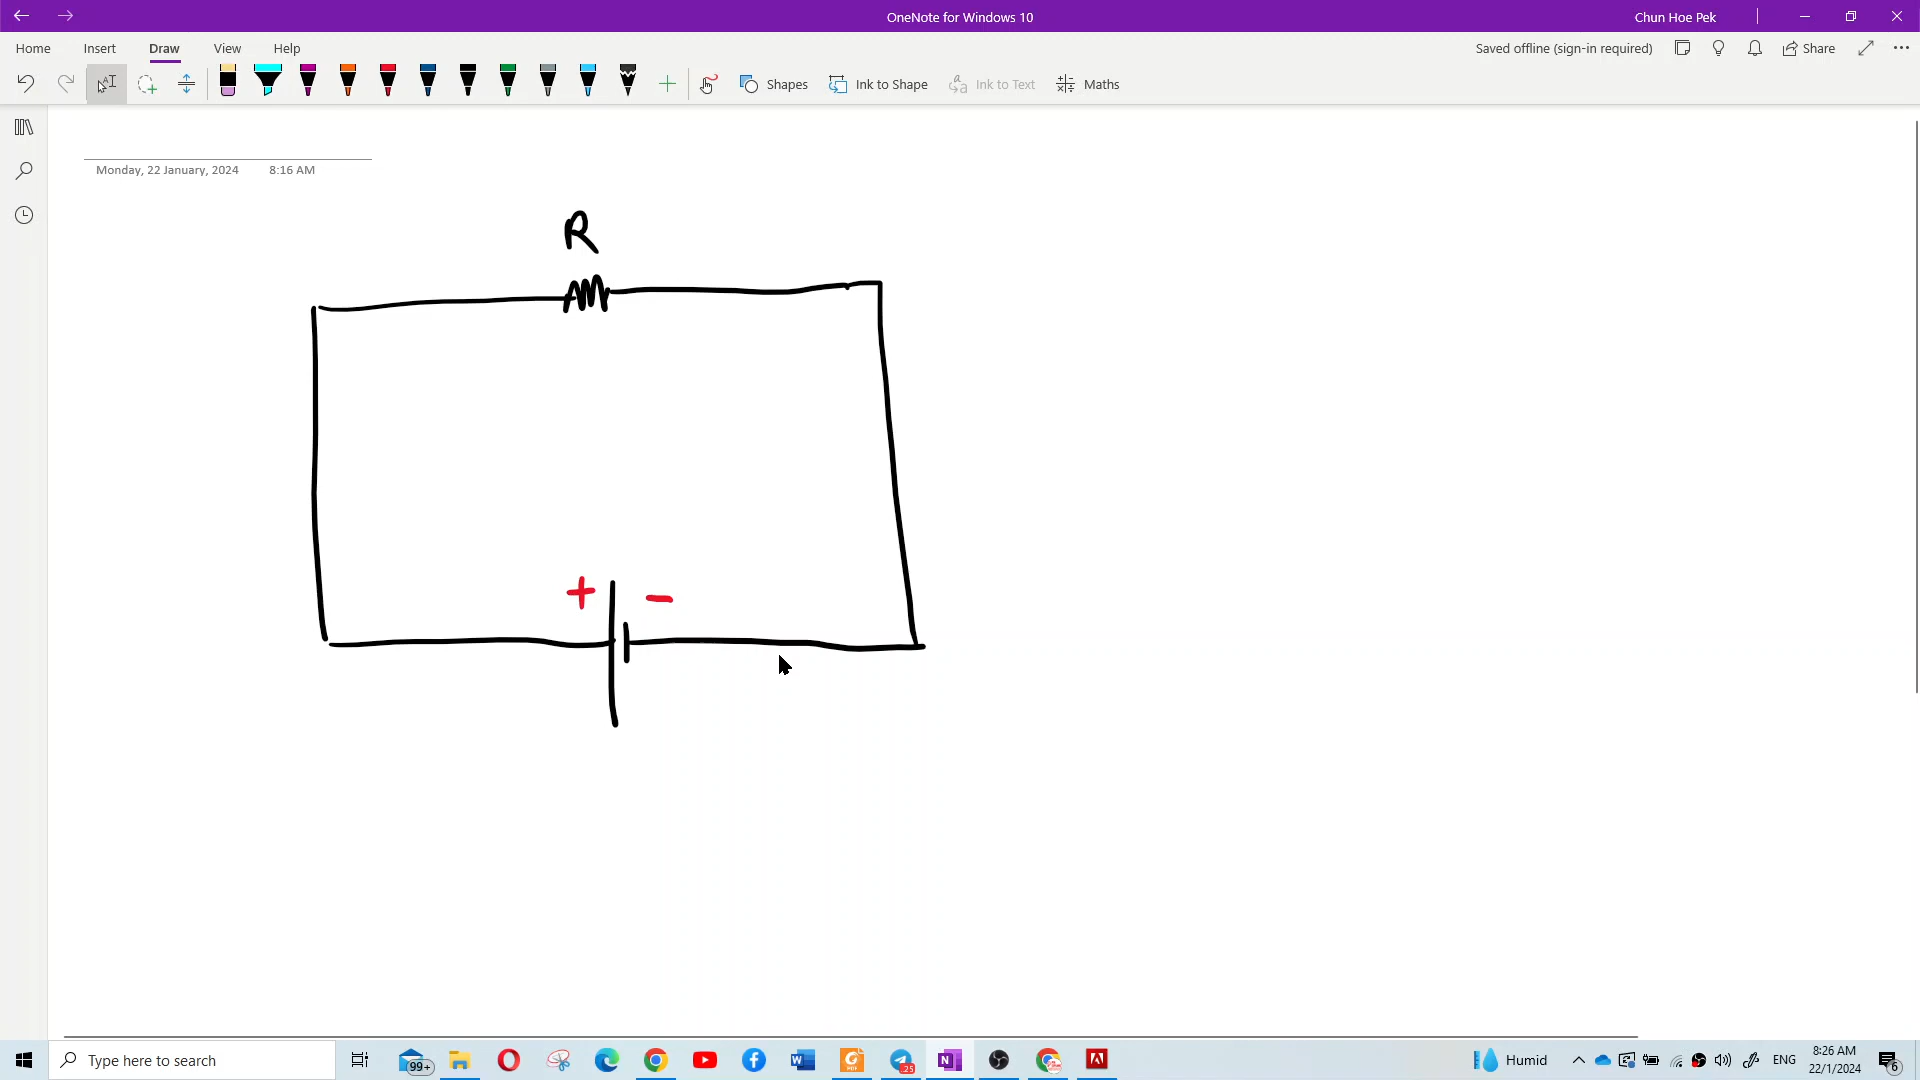 OneNote for Windows 10
Chun Hoe Pek
Home Insert Draw View Help
Saved offline (sign-in required)
Share
Shapes
Ink to Shape
Ink to Text
Maths
Monday, 22 January, 2024 8:16 AM
R
+ -
Type here to search
99+
W
25
N
Humid
ENG
8:26 AM
22/1/2024
6